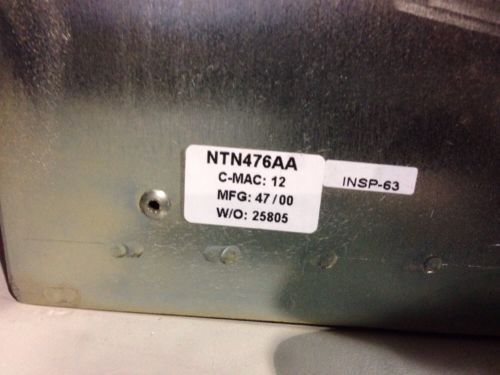 NTN476AA
C-MAC: 12
MFG: 47/00
W/O: 25805
INSP-63